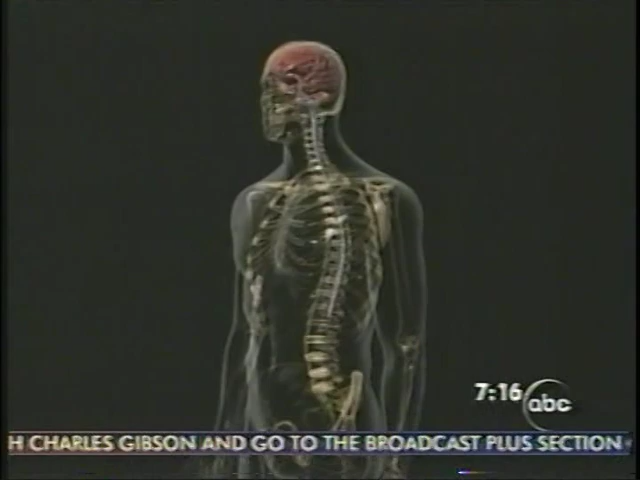 7:16 abc
H CHARLES GIBSON AND GO TO THE BROADCAST PLUS SECTION